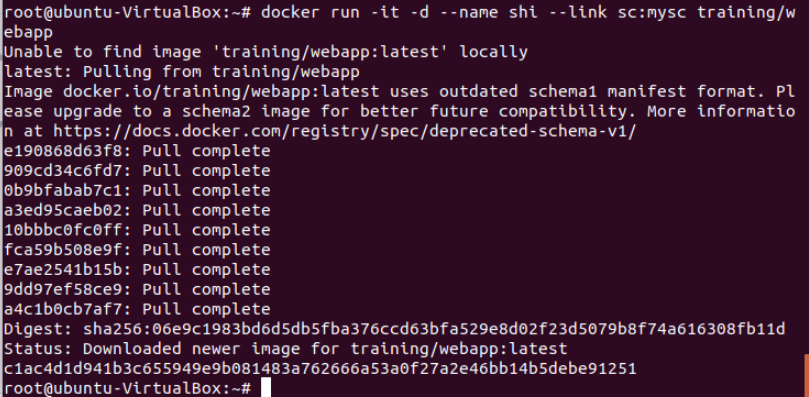 root@ubuntu-VirtualBox:~# docker run -it -d --name shi --link sc:mysc training/w
ebapp
Unable to find image 'training/webapp:latest' locally
latest: Pulling from training/webapp
Image docker.io/training/webapp:latest uses outdated schema1 manifest format. Pl
ease upgrade to a schema2 image for better future compatibility. More informatio
n at https://docs.docker.com/registry/spec/deprecated-schema-v1/
e190868d63f8: Pull complete
909cd34c6fd7: Pull complete
0b9bfabab7c1: Pull complete
a3ed95caeb02: Pull complete
10bbbc0fc0ff: Pull complete
fca59b508e9f: Pull complete
e7ae2541b15b: Pull complete
9dd97ef58ce9: Pull complete
a4c1b0cb7af7: Pull complete
Digest: sha256:06e9c1983bd6d5db5fba376ccd63bfa529e8d02f23d5079b8f74a616308fb11d
Status: Downloaded newer image for training/webapp:latest
c1ac4d1d941b3c655949e9b081483a762666a53a0f27a2e46bb14b5debe91251
root@ubuntu-VirtualBox:~#